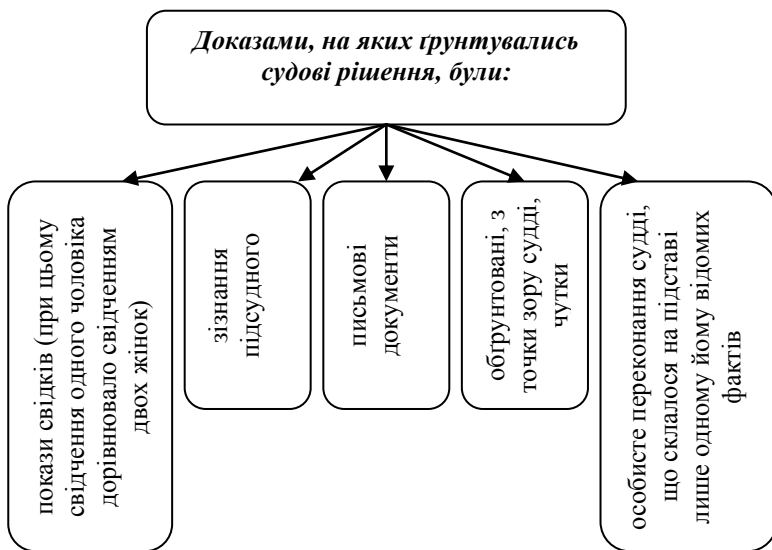 Доказами, на яких ґрунтувались
судові рішення, були:
покази свідків (при цьому
свідчення одного чоловіка
дорівнювало свідченням
двох жінок)
зізнання
підсудного
письмові
документи
обґрунтовані, з
точки зору судді,
чутки
особисте переконання судді,
що склалося на підставі
лише одному йому відомих
фактів